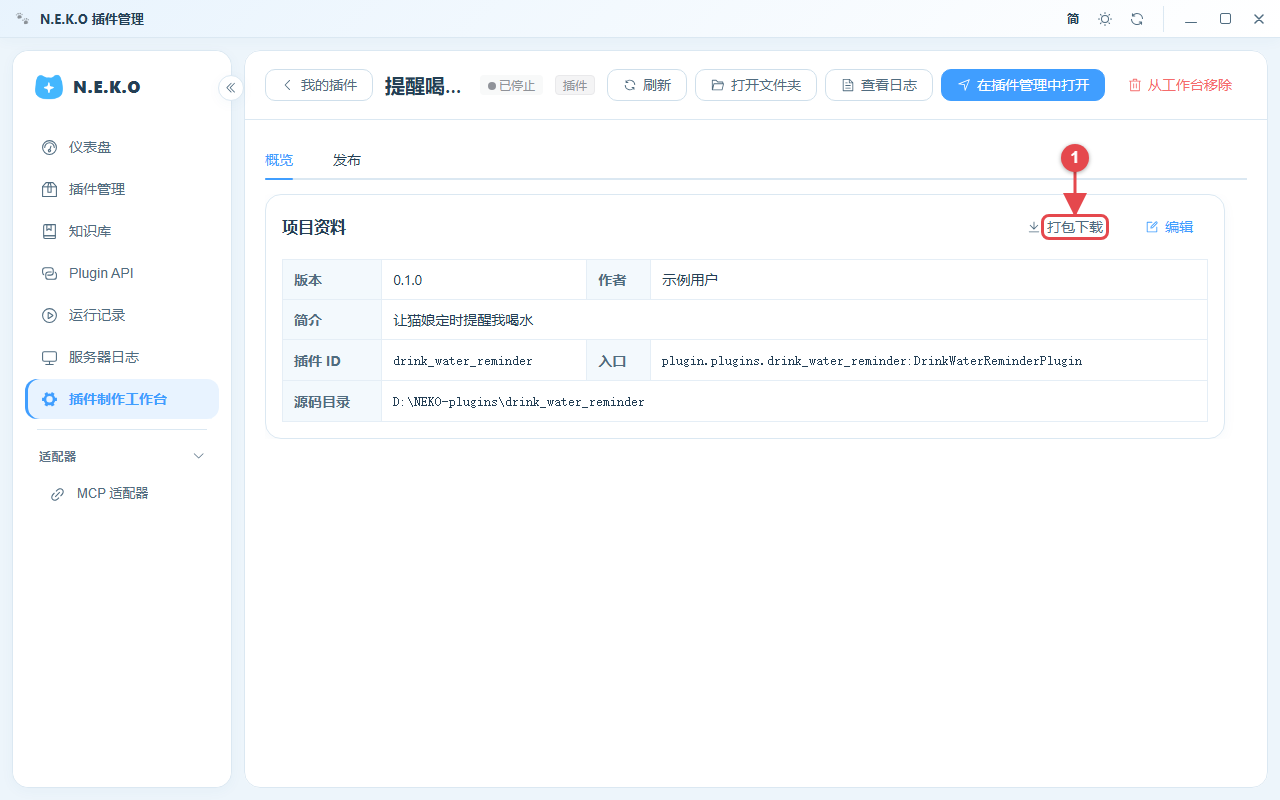 N.E.K.O 插件管理
简
N.E.K.O
我的插件
提醒喝...
已停止
插件
刷新
打开文件夹
查看日志
在插件管理中打开
从工作台移除
仪表盘
插件管理
知识库
Plugin API
运行记录
服务器日志
插件制作工作台
适配器
MCP 适配器
概览
发布
1
项目资料
打包下载
编辑
版本 0.1.0 作者 示例用户
简介 让猫娘定时提醒我喝水
插件 ID drink_water_reminder 入口 plugin.plugins.drink_water_reminder:DrinkWaterReminderPlugin
源码目录 D:\NEKO-plugins\drink_water_reminder